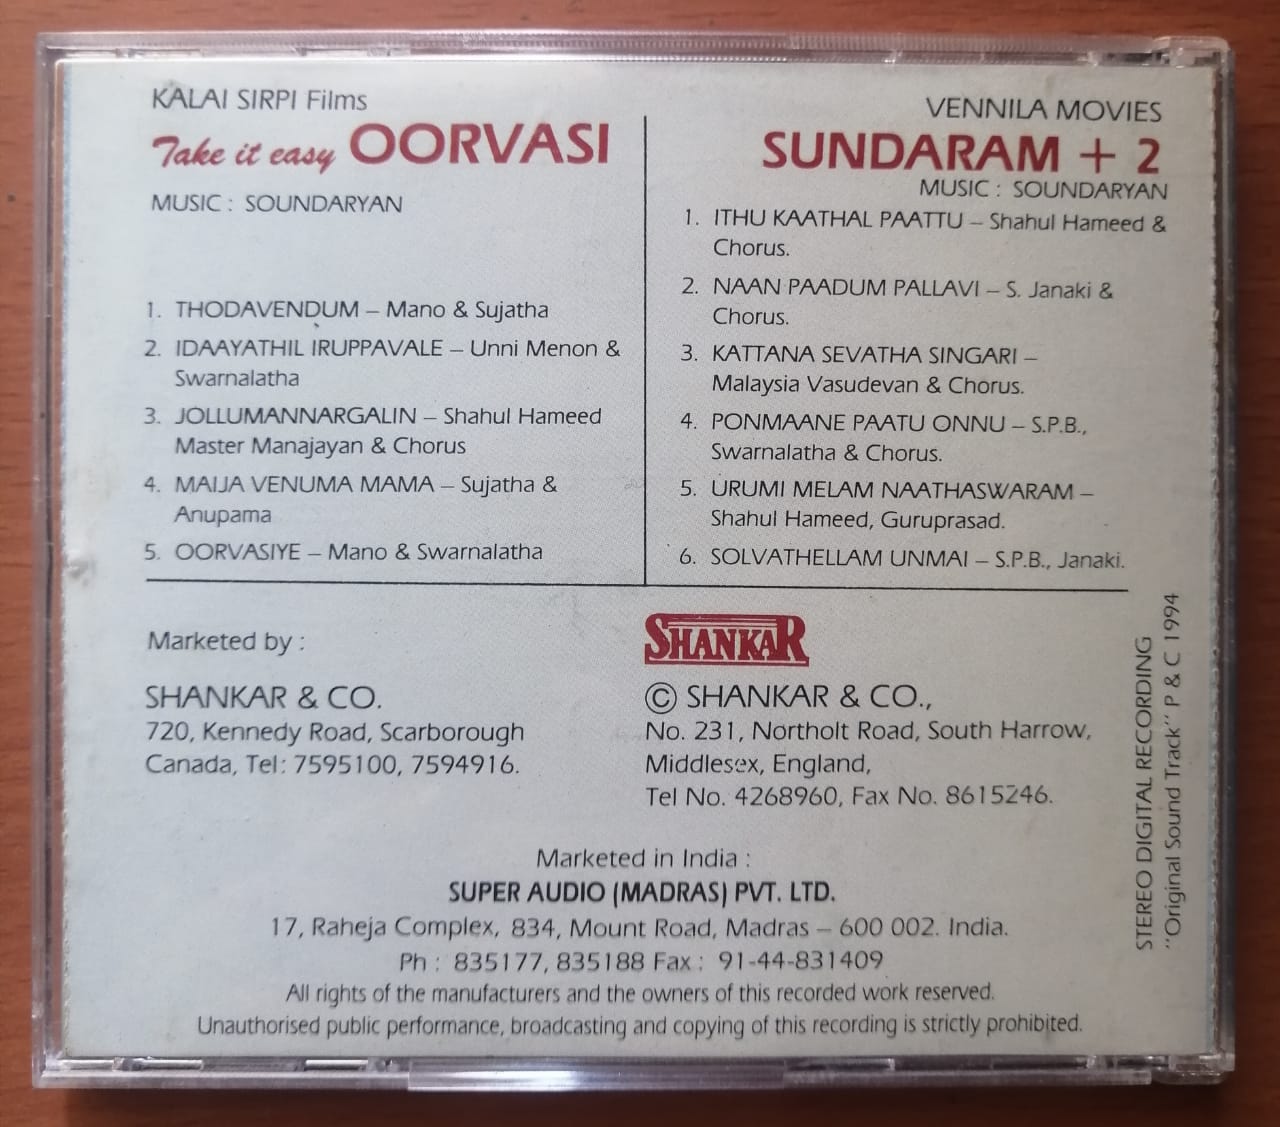 KALAI SIRPI Films
Take it easy OORVASI
MUSIC : SOUNDARYAN
1. THODAVENDUM – Mano & Sujatha
2. IDAAYATHIL IRUPPAVALE – Unni Menon &
Swarnalatha
3. JOLLUMANNARGALIN – Shahul Hameed
Master Manajayan & Chorus
4. MAIJA VENUMA MAMA – Sujatha &
Anupama
5. OORVASIYE – Mano & Swarnalatha
VENNILA MOVIES
SUNDARAM + 2
MUSIC : SOUNDARYAN
1. ITHU KAATHAL PAATTU – Shahul Hameed &
Chorus.
2. NAAN PAADUM PALLAVI – S. Janaki &
Chorus.
3. KATTANA SEVATHA SINGARI –
Malaysia Vasudevan & Chorus.
4. PONMAANE PAATU ONNU – S.P.B.,
Swarnalatha & Chorus.
5. URUMI MELAM NAATHASWARAM –
Shahul Hameed, Guruprasad.
6. SOLVATHELLAM UNMAI – S.P.B., Janaki.
Marketed by :
SHANKAR & CO.
720, Kennedy Road, Scarborough
Canada, Tel: 7595100, 7594916.
SHANKAR
© SHANKAR & CO.,
No. 231, Northolt Road, South Harrow,
Middlesex, England,
Tel No. 4268960, Fax No. 8615246.
Marketed in India :
SUPER AUDIO (MADRAS) PVT. LTD.
17, Raheja Complex, 834, Mount Road, Madras – 600 002. India.
Ph : 835177, 835188 Fax : 91-44-831409
All rights of the manufacturers and the owners of this recorded work reserved.
Unauthorised public performance, broadcasting and copying of this recording is strictly prohibited.
STEREO DIGITAL RECORDING
"Original Sound Track" P & C 1994